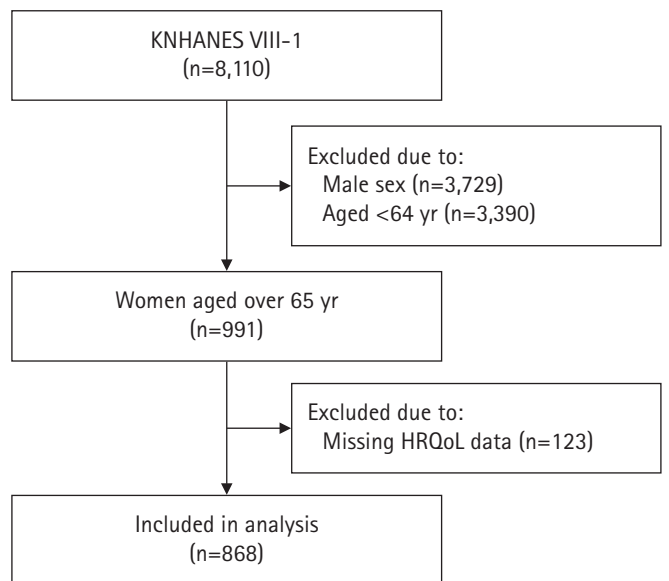 KNHANES VIII-1
(n=8,110)
Excluded due to:
Male sex (n=3,729)
Aged <64 yr (n=3,390)
Women aged over 65 yr
(n=991)
Excluded due to:
Missing HRQoL data (n=123)
Included in analysis
(n=868)